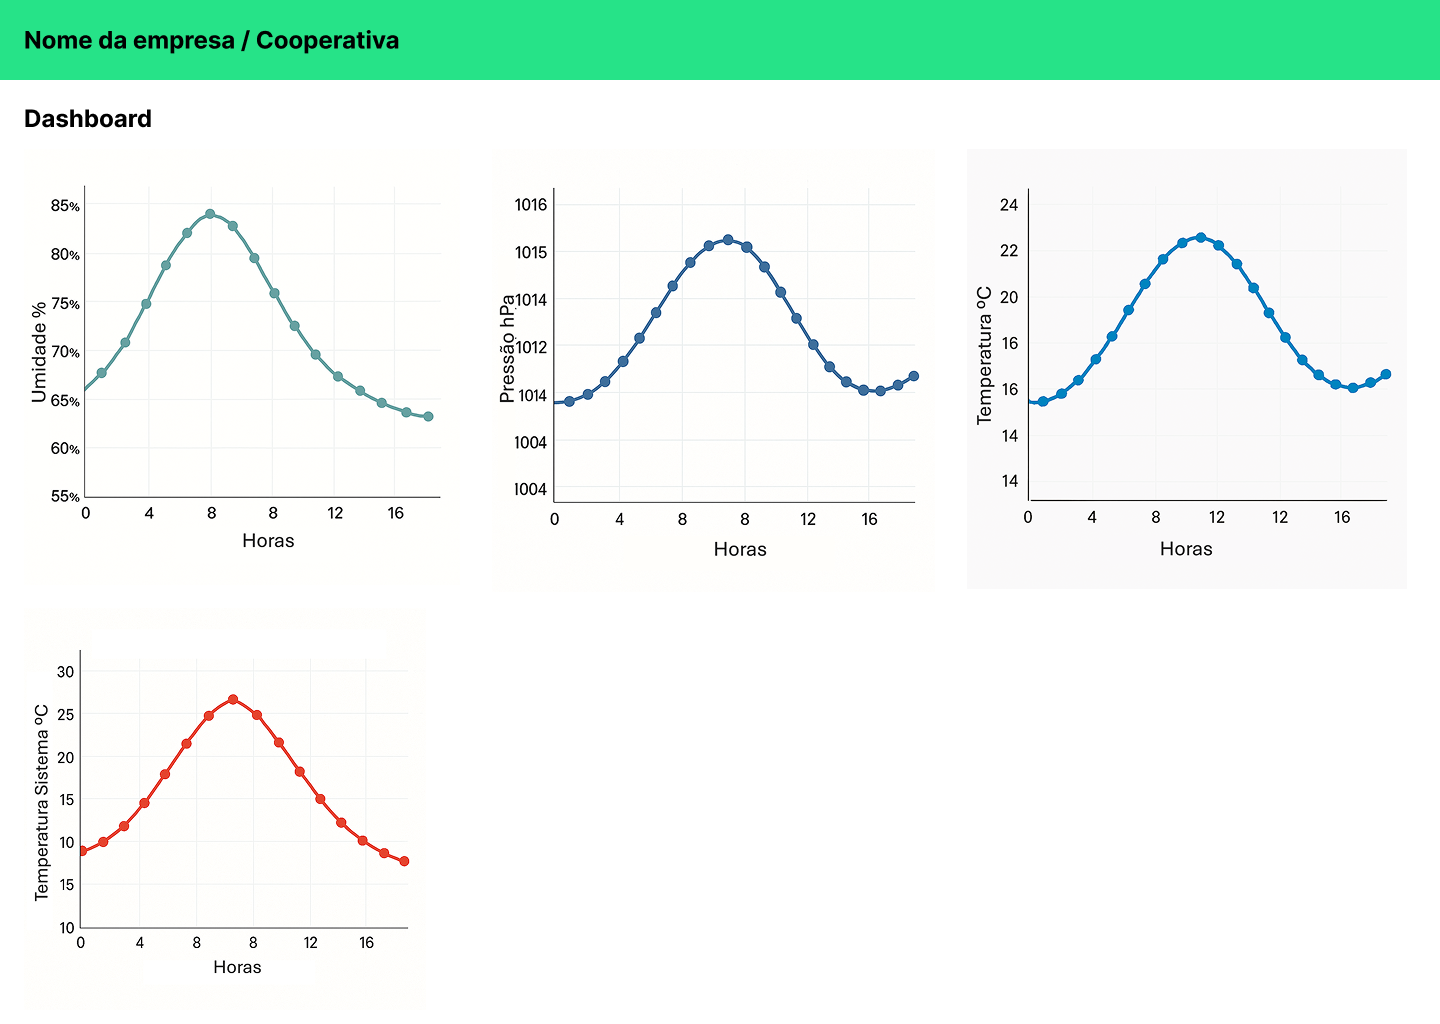 Nome da empresa / Cooperativa
Dashboard
Umidade %
85%
80%
75%
70%
65%
60%
55%
0 4 8 8 12 16
Horas
Pressão hPa
1016
1015
1014
1012
1014
1004
1004
0 4 8 8 12 16
Horas
Temperatura ºC
24
22
20
16
16
14
14
0 4 8 12 12 16
Horas
Temperatura Sistema ºC
30
25
20
15
10
15
10
0 4 8 8 12 16
Horas